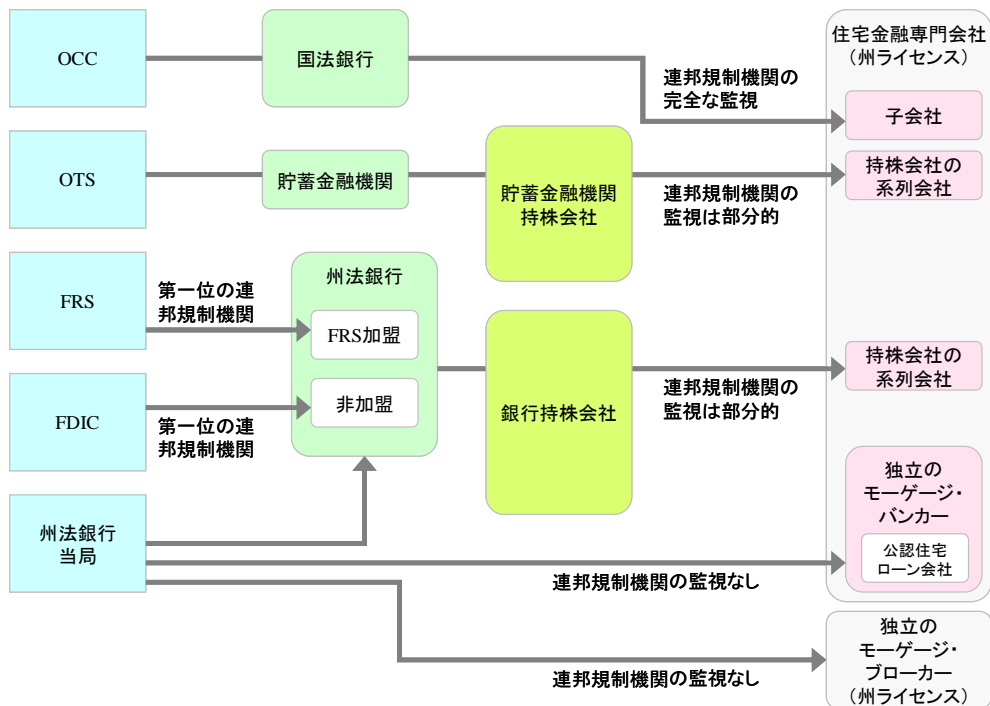 OCC
国法銀行
連邦規制機関の
完全な監視
住宅金融専門会社
（州ライセンス）
子会社
OTS
貯蓄金融機関
貯蓄金融機関
持株会社
連邦規制機関の
監視は部分的
持株会社の
系列会社
FRS
第一位の連
邦規制機関
州法銀行
FRS加盟
非加盟
FDIC
第一位の連
邦規制機関
銀行持株会社
連邦規制機関の
監視は部分的
持株会社の
系列会社
州法銀行
当局
連邦規制機関の監視なし
独立の
モーゲージ・
バンカー
公認住宅
ローン会社
連邦規制機関の監視なし
独立の
モーゲージ・
ブローカー
（州ライセンス）